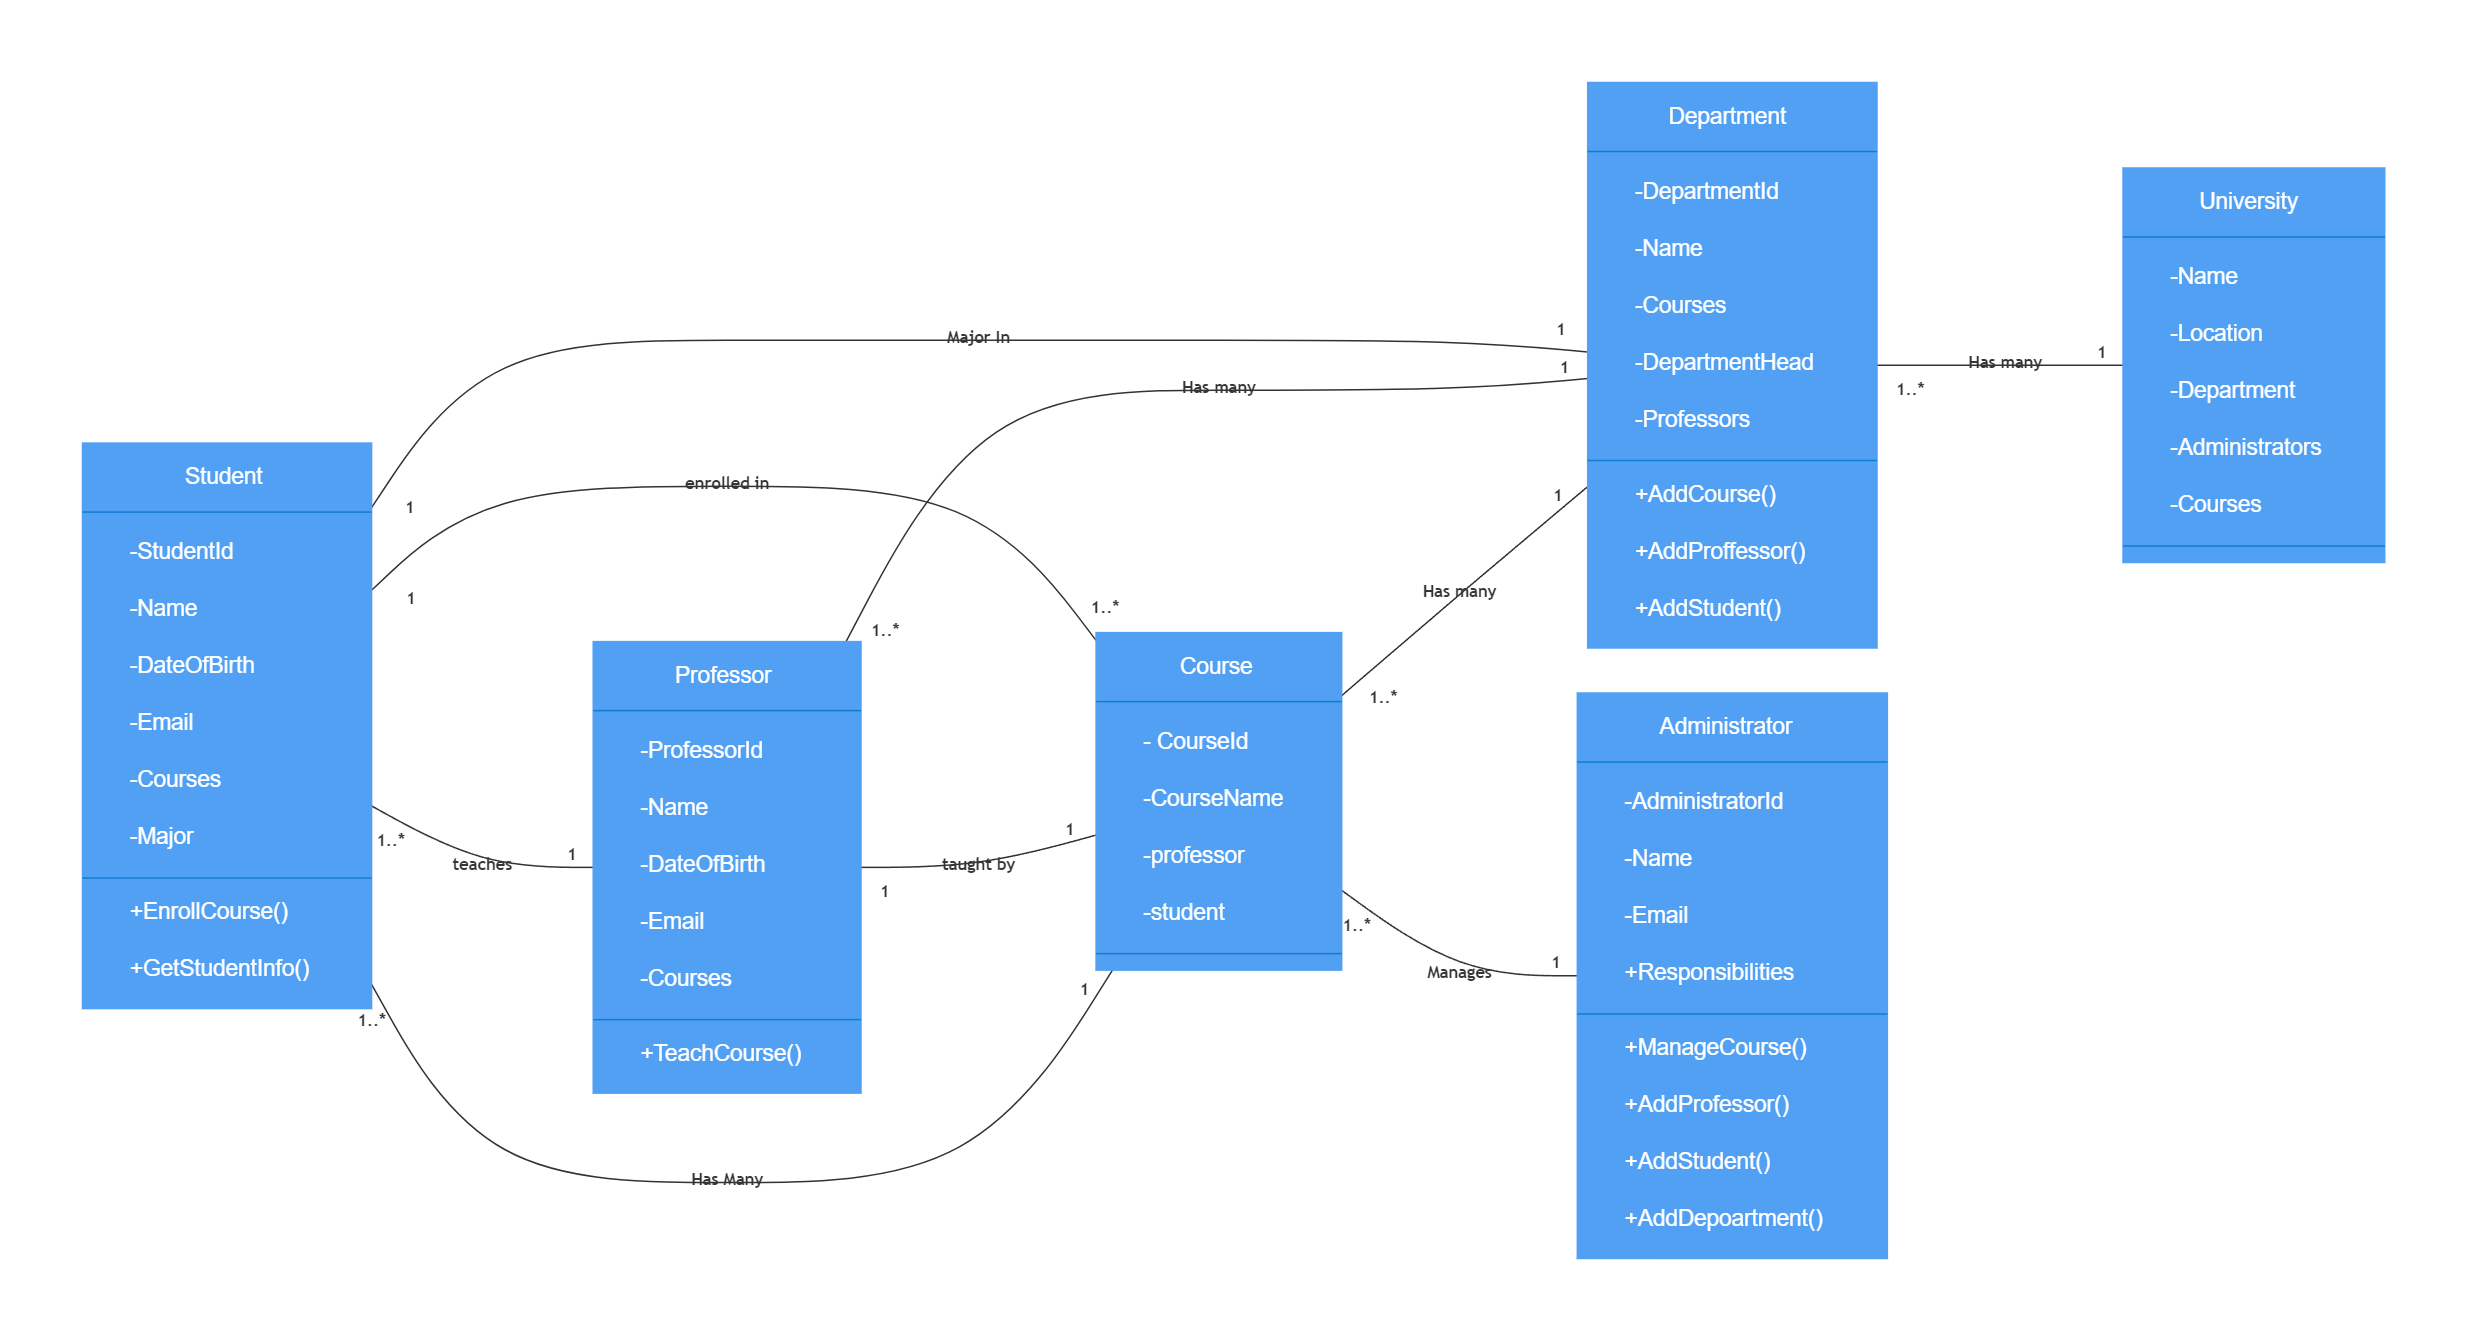 Department
-DepartmentId
-Name
-Courses
-DepartmentHead
-Professors
+AddCourse()
+AddProffessor()
+AddStudent()
University
-Name
-Location
-Department
-Administrators
-Courses
Student
-StudentId
-Name
-DateOfBirth
-Email
-Courses
-Major
+EnrollCourse()
+GetStudentInfo()
Professor
-ProfessorId
-Name
-DateOfBirth
-Email
-Courses
+TeachCourse()
Course
- CourseId
-CourseName
-professor
-student
Administrator
-AdministratorId
-Name
-Email
+Responsibilities
+ManageCourse()
+AddProfessor()
+AddStudent()
+AddDepoartment()
1
Major In
1
1..*
Has many
1
1..*
Has many
1
1
enrolled in
1..*
1..*
Has many
1
1..*
teaches
1
1
taught by
1
1..*
Manages
1
1..*
Has Many
1